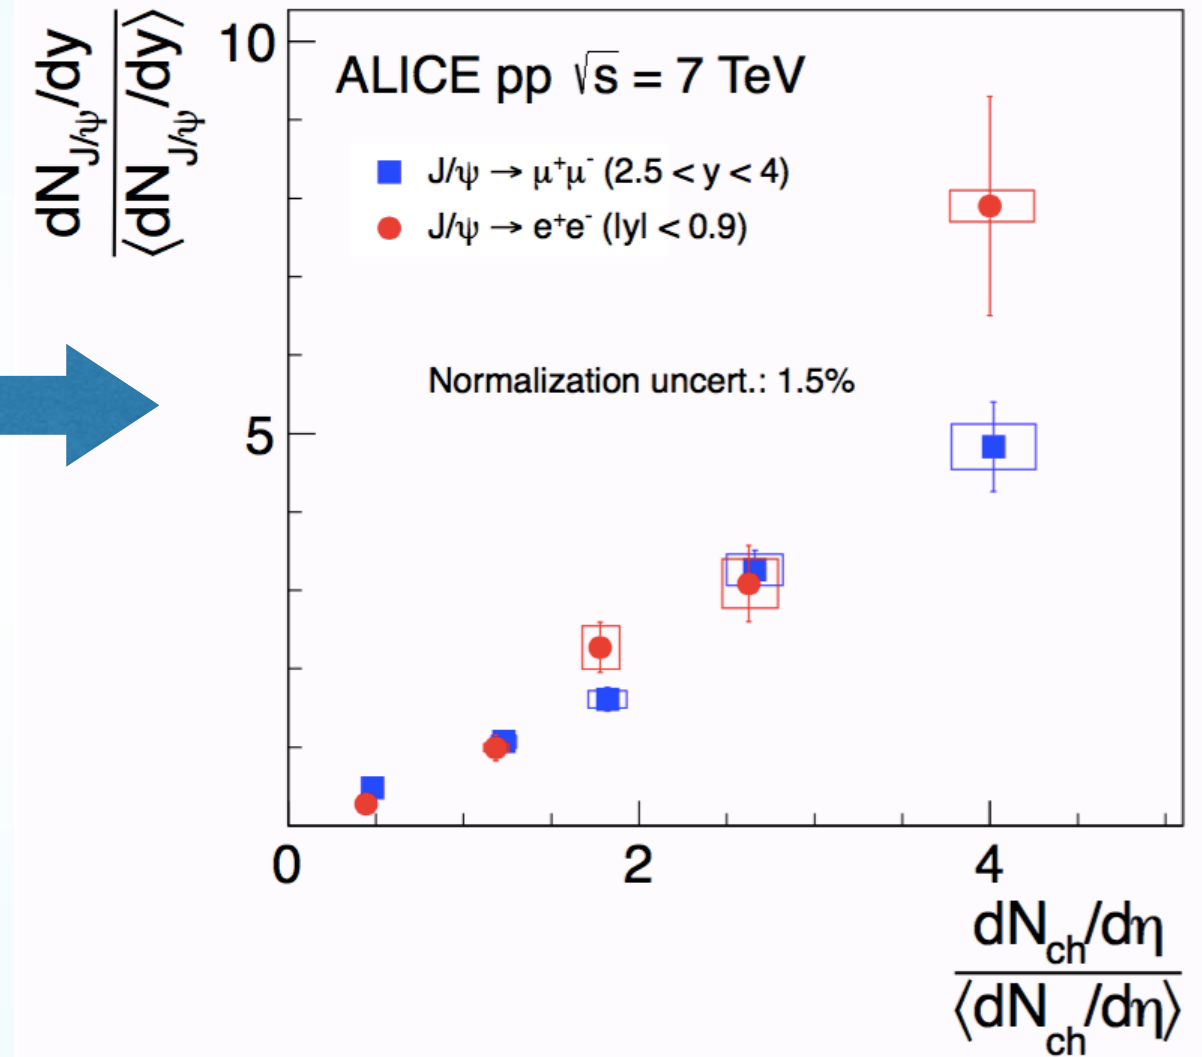 dN_J/ψ/dy
⟨dN_J/ψ/dy⟩
10
ALICE pp √s = 7 TeV
J/ψ → μ⁺μ⁻ (2.5 < y < 4)
J/ψ → e⁺e⁻ (|y| < 0.9)
Normalization uncert.: 1.5%
5
0 2 4
dN_ch/dη
⟨dN_ch/dη⟩